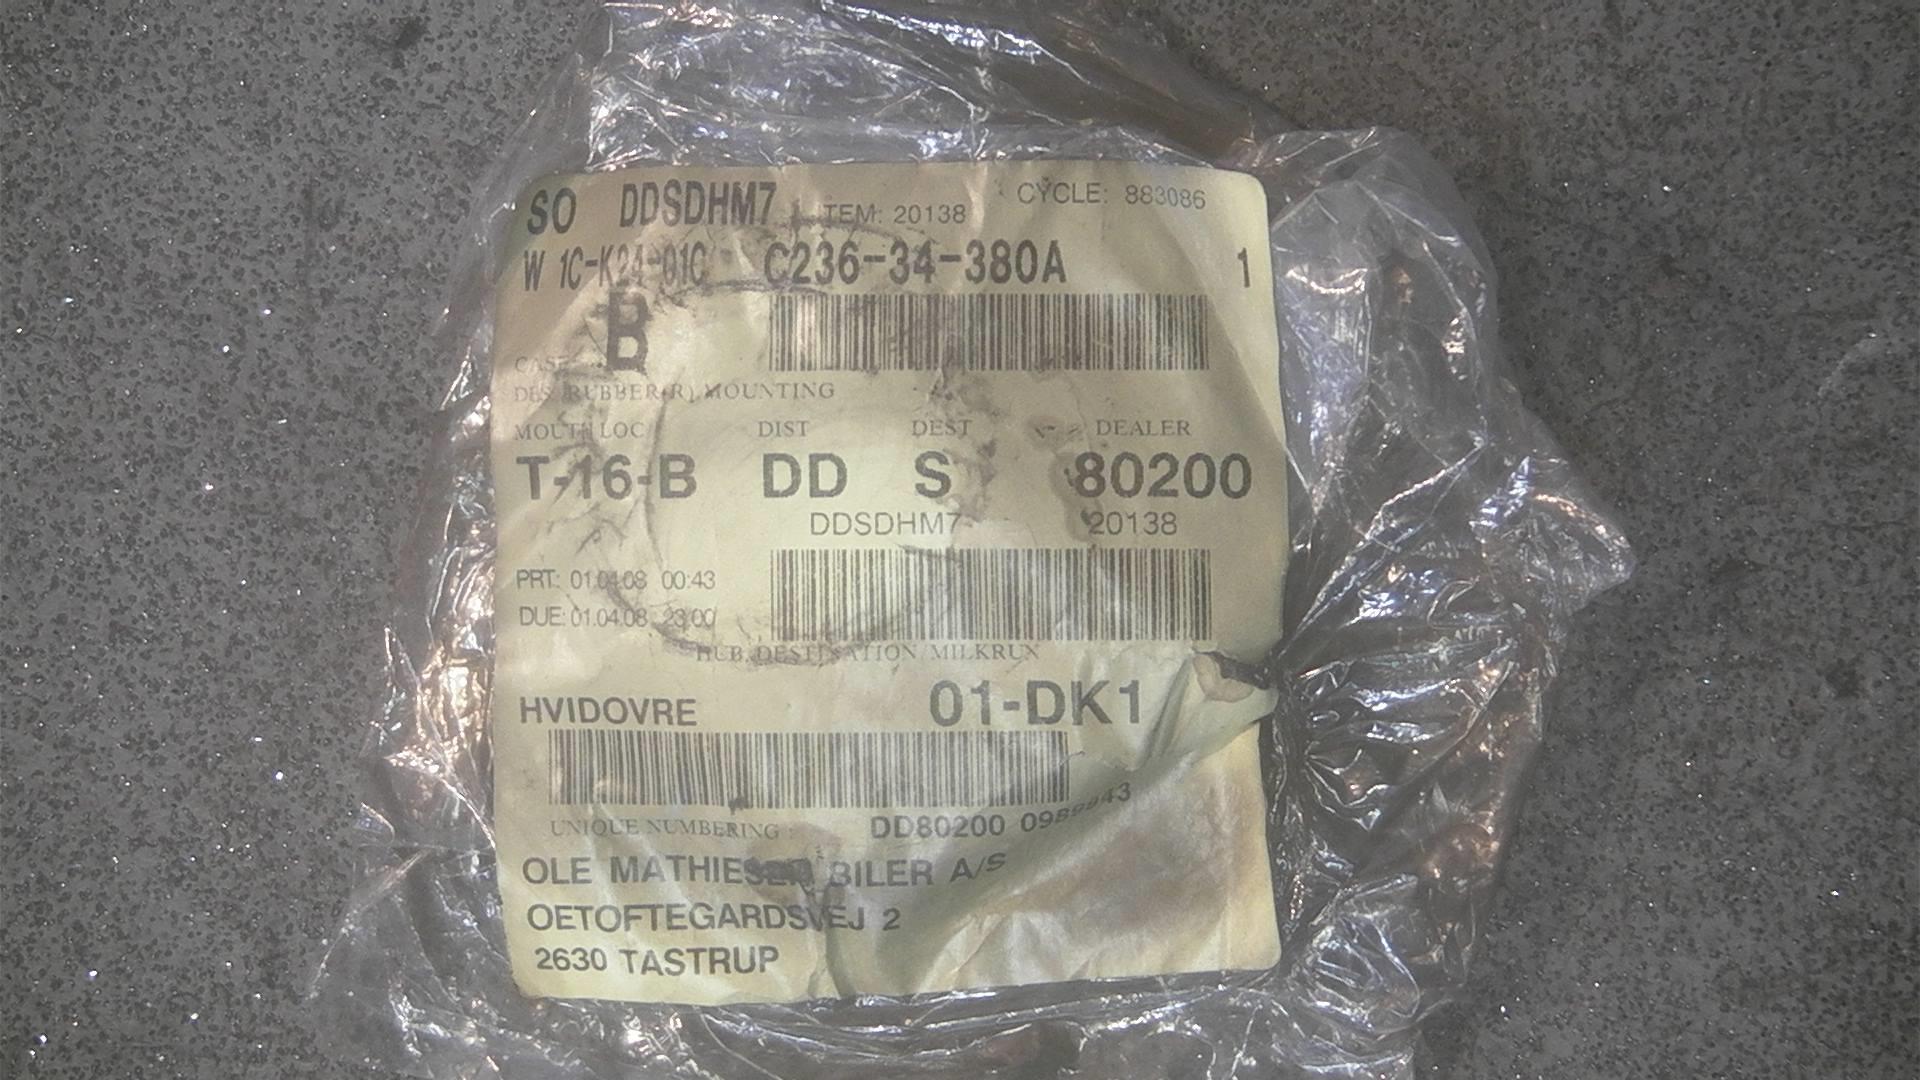 SO DDSDHM7 ITEM: 20138 CYCLE: 883086
W 1C-K24-01C C236-34-380A 1
CASE B
DES. RUBBER(R) MOUNTING
MOUTH LOC DIST DEST DEALER
T-16-B DD S 80200
DDSDHM7 20138
PRT: 01.04.08 00:43
DUE: 01.04.08 23:00
HUB DESTINATION/MILKRUN
HVIDOVRE 01-DK1
UNIQUE NUMBERING : DD80200 0989943
OLE MATHIESEN BILER A/S
OETOFTEGARDSVEJ 2
2630 TASTRUP